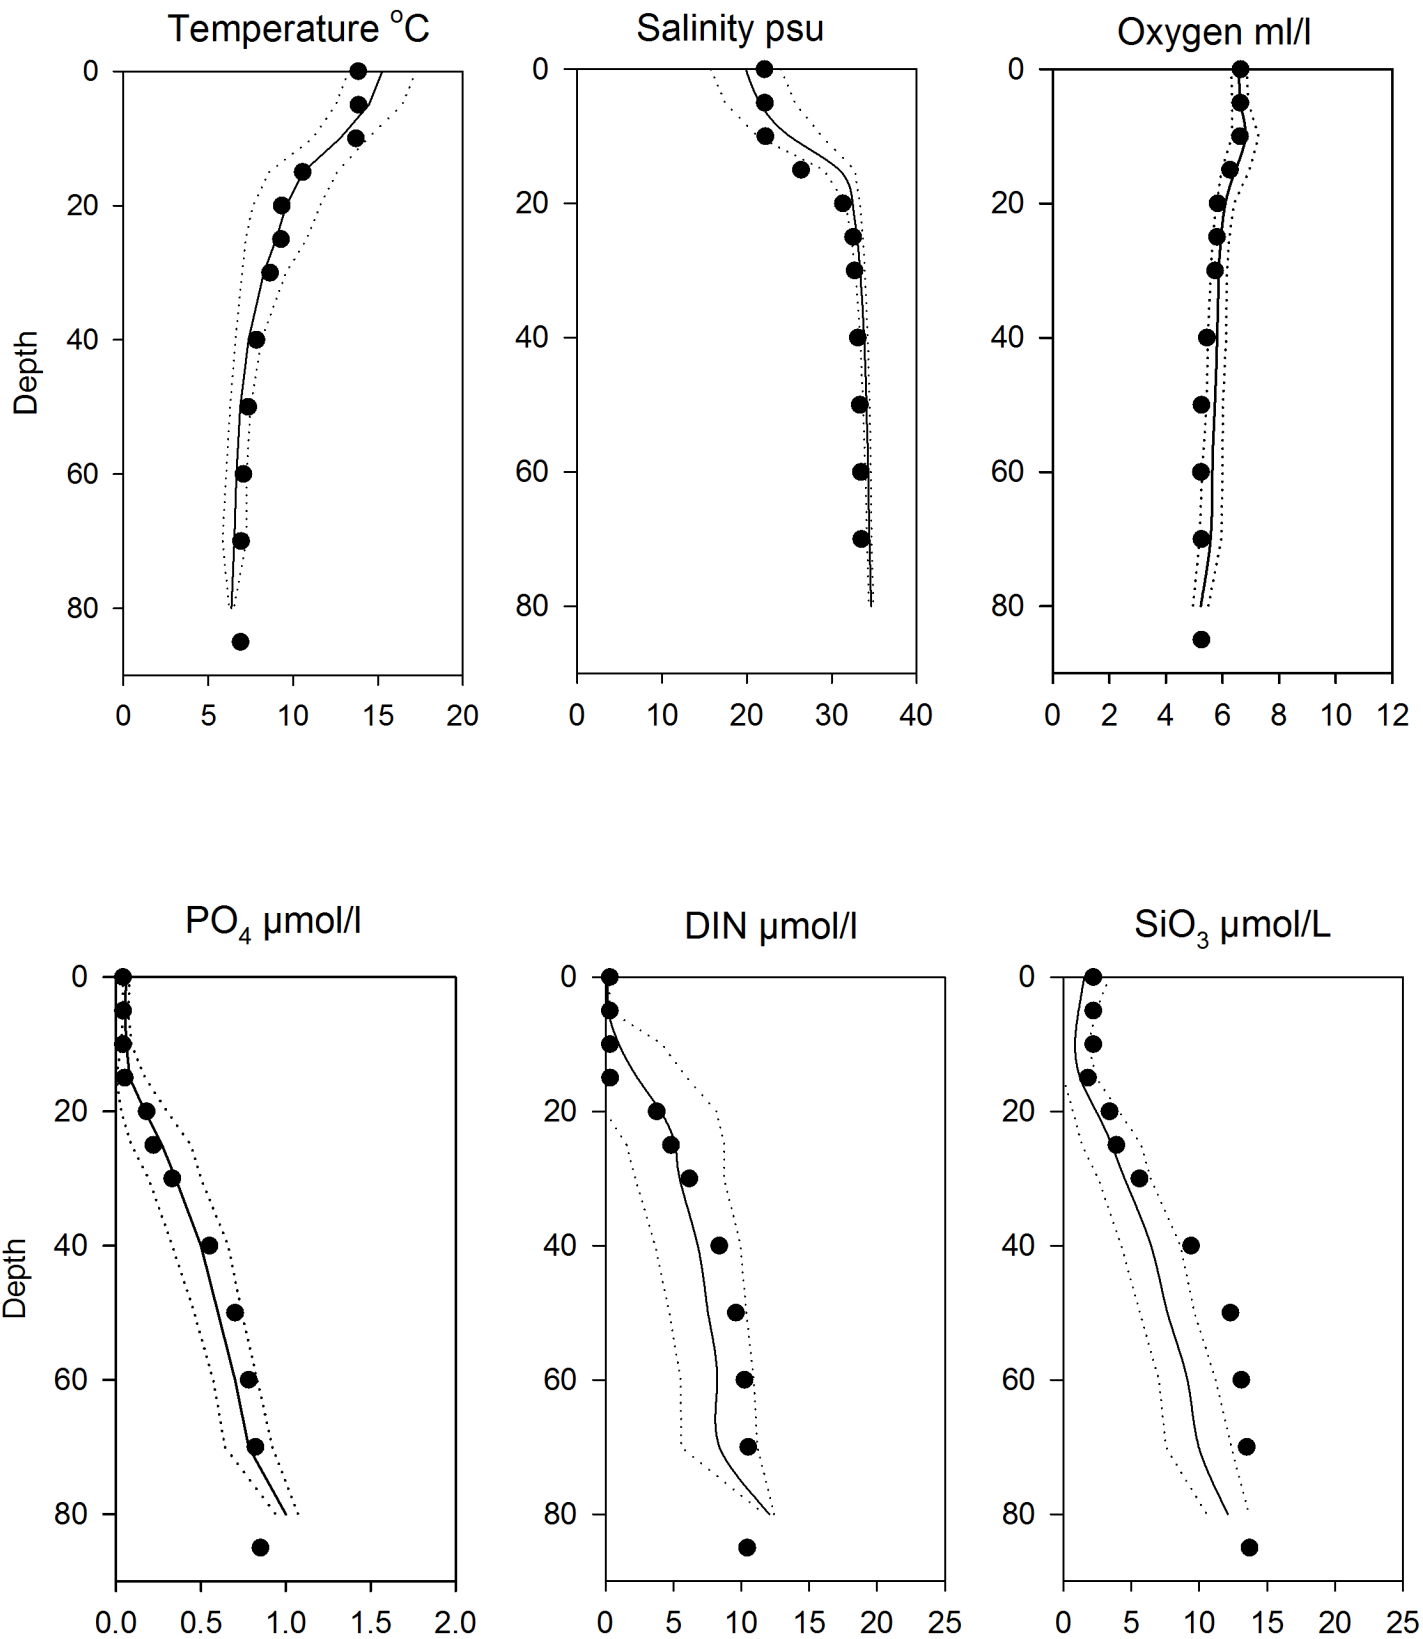 Temperature °C
Salinity psu
Oxygen ml/l
0
20
40
60
80
Depth
0 5 10 15 20
0
20
40
60
80
0 10 20 30 40
0
20
40
60
80
0 2 4 6 8 10 12
PO₄ µmol/l
DIN µmol/l
SiO₃ µmol/L
0
20
40
60
80
Depth
0.0 0.5 1.0 1.5 2.0
0
20
40
60
80
0 5 10 15 20 25
0
20
40
60
80
0 5 10 15 20 25